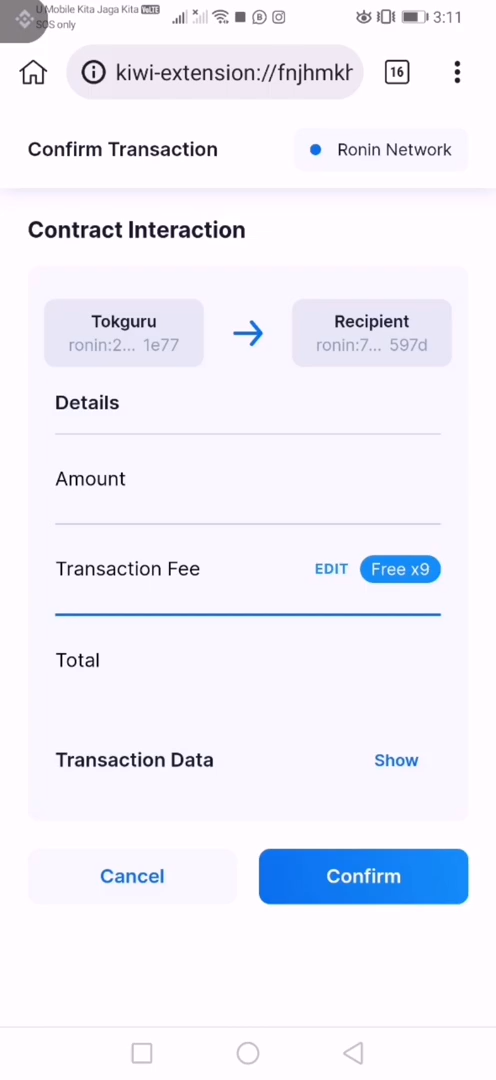 U Mobile Kita Jaga Kita VoLTE
SOS only
3:11
kiwi-extension://fnjhmkh
16
Confirm Transaction
Ronin Network
Contract Interaction
Tokguru
Recipient
ronin:2... 1e77
ronin:7... 597d
Details
Amount
Transaction Fee
EDIT
Free x9
Total
Transaction Data
Show
Cancel
Confirm